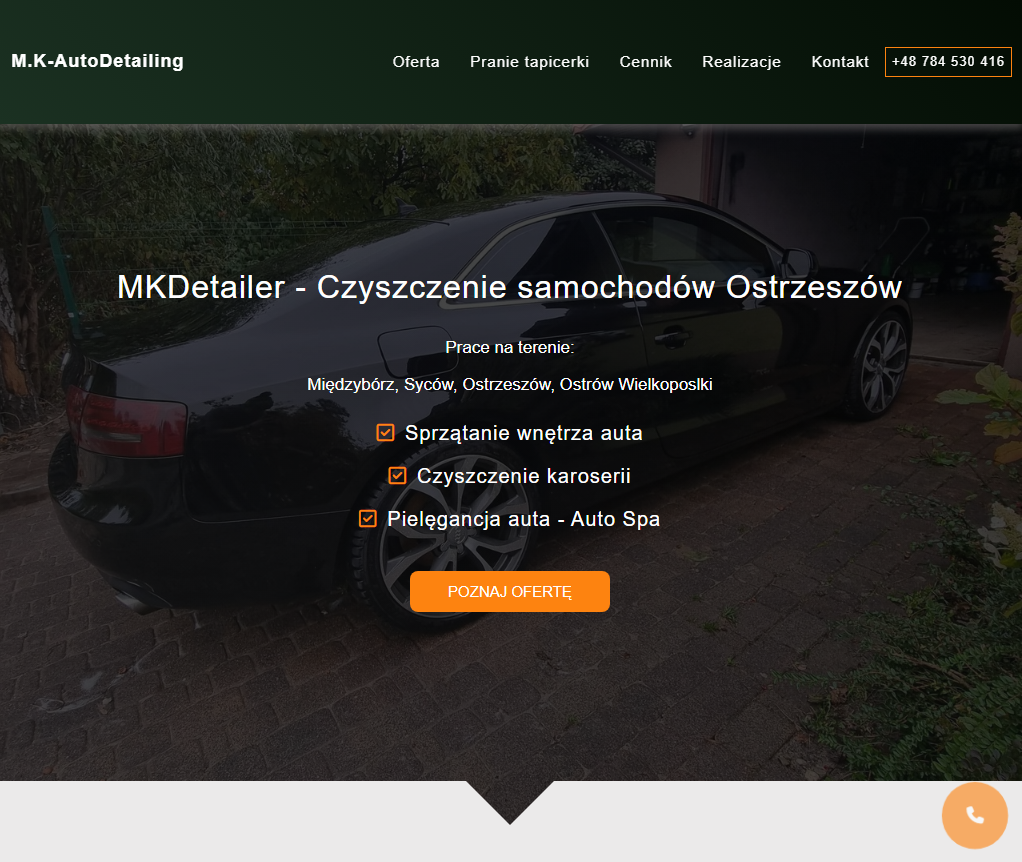 M.K-AutoDetailing
Oferta Pranie tapicerki Cennik Realizacje Kontakt +48 784 530 416
MKDetailer - Czyszczenie samochodów Ostrzeszów
Prace na terenie:
Międzybórz, Syców, Ostrzeszów, Ostrów Wielkoposlki
Sprzątanie wnętrza auta
Czyszczenie karoserii
Pielęgancja auta - Auto Spa
POZNAJ OFERTĘ